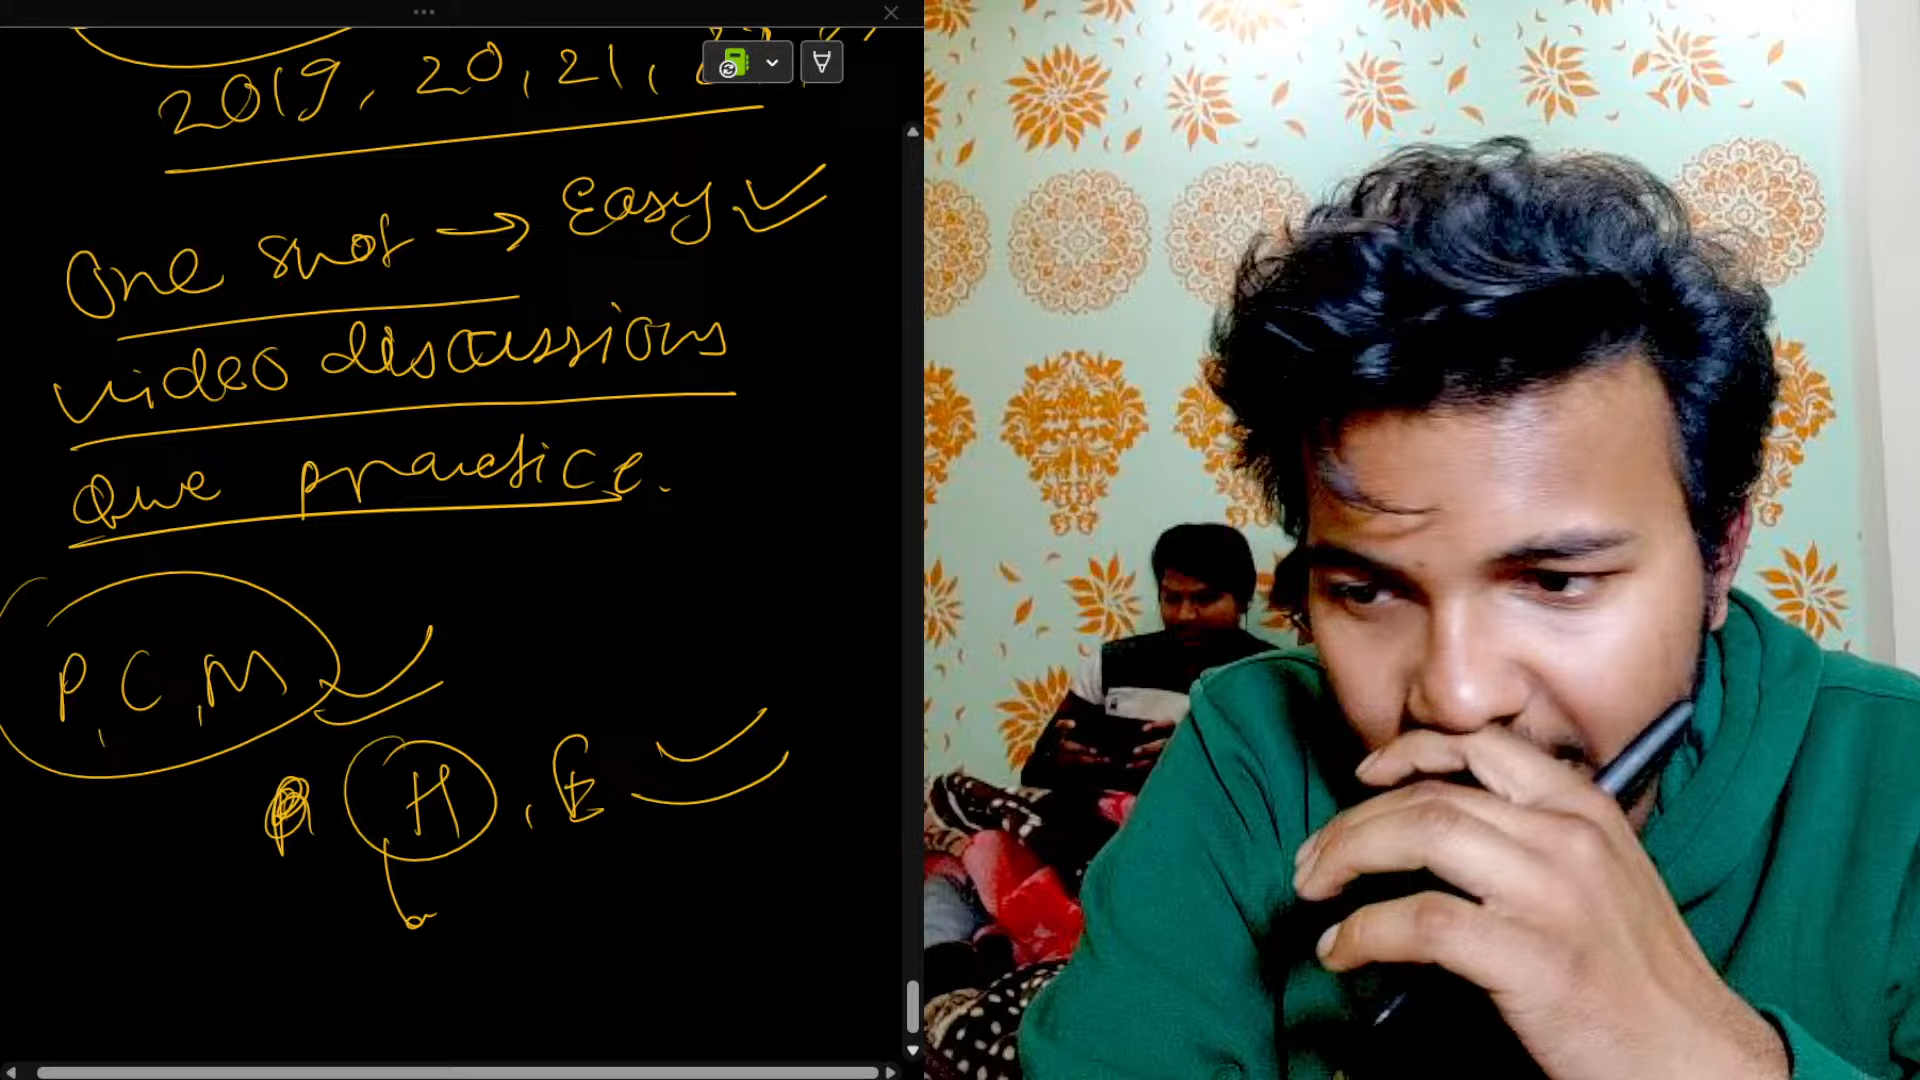 2019, 20, 21,
One shot → Easy
video discussions
Que practice.
P, C, M
H, E